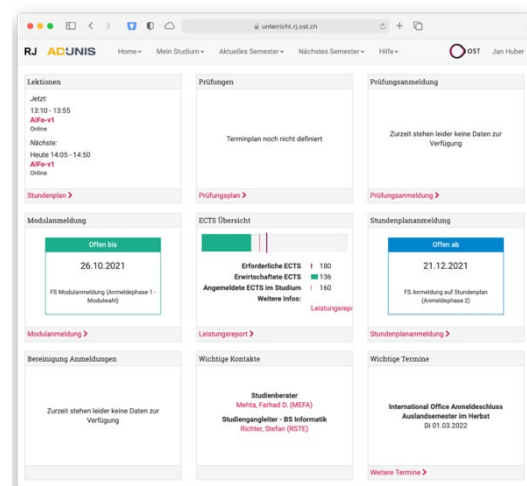 unterricht.rj.ost.ch
RJ ADUNIS Home Mein Studium Aktuelles Semester Nächstes Semester Hilfe OST Jan Huber
Lektionen
Jetzt:
13:10 - 13:55
AIFo-v1
Online
Nächste:
Heute 14:05 - 14:50
AIFo-v1
Online
Stundenplan
Prüfungen
Terminplan noch nicht definiert
Prüfungsplan
Prüfungsanmeldung
Zurzeit stehen leider keine Daten zur
Verfügung
Prüfungsanmeldung
Modulanmeldung
Offen bis
26.10.2021
FS Modulanmeldung (Anmeldephase 1 -
Modulwahl)
Modulanmeldung
ECTS Übersicht
Erforderliche ECTS 180
Erwirtschaftete ECTS 136
Angemeldete ECTS im Studium 160
Weitere Infos:
Leistungsrep
Leistungsreport
Stundenplananmeldung
Offen ab
21.12.2021
FS Anmeldung auf Stundenplan
(Anmeldephase 2)
Stundenplananmeldung
Bereinigung Anmeldungen
Zurzeit stehen leider keine Daten zur
Verfügung
Wichtige Kontakte
Studienberater
Mehta, Farhad D. (MEFA)
Studiengangleiter - BS Informatik
Richter, Stefan (RSTE)
Wichtige Termine
International Office Anmeldeschluss
Auslandsemester im Herbst
Di 01.03.2022
Weitere Termine